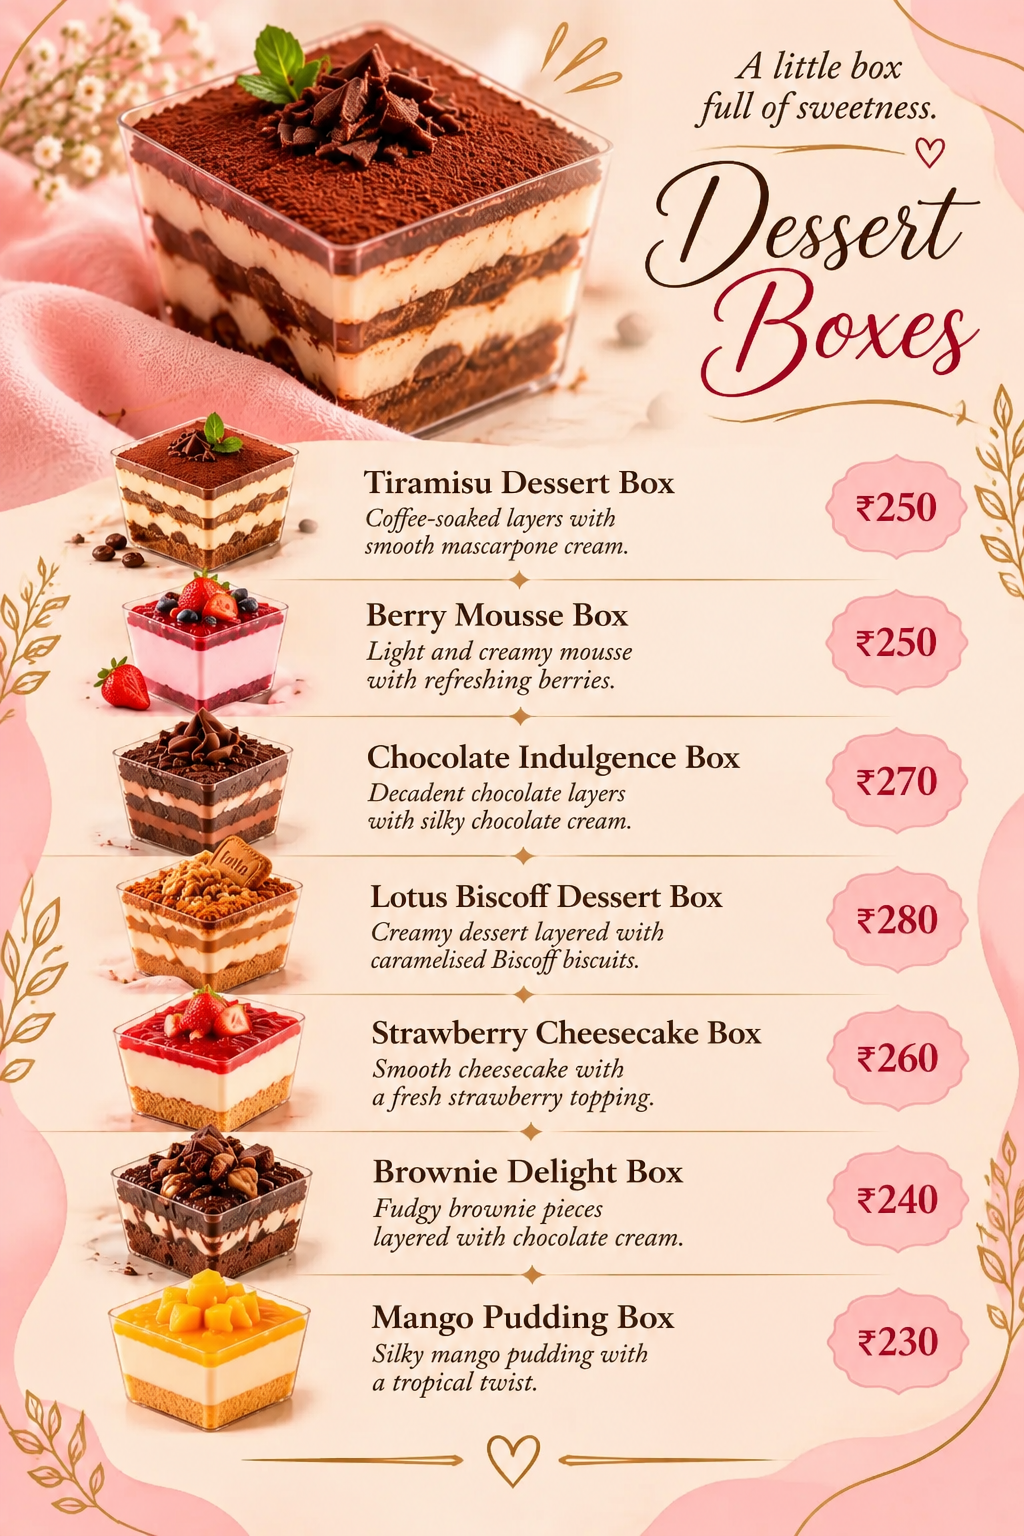 A little box
full of sweetness.
Dessert
Boxes
Tiramisu Dessert Box
Coffee-soaked layers with
smooth mascarpone cream.
₹250
Berry Mousse Box
Light and creamy mousse
with refreshing berries.
₹250
Chocolate Indulgence Box
Decadent chocolate layers
with silky chocolate cream.
₹270
Lotus Biscoff Dessert Box
Creamy dessert layered with
caramelised Biscoff biscuits.
₹280
Strawberry Cheesecake Box
Smooth cheesecake with
a fresh strawberry topping.
₹260
Brownie Delight Box
Fudgy brownie pieces
layered with chocolate cream.
₹240
Mango Pudding Box
Silky mango pudding with
a tropical twist.
₹230